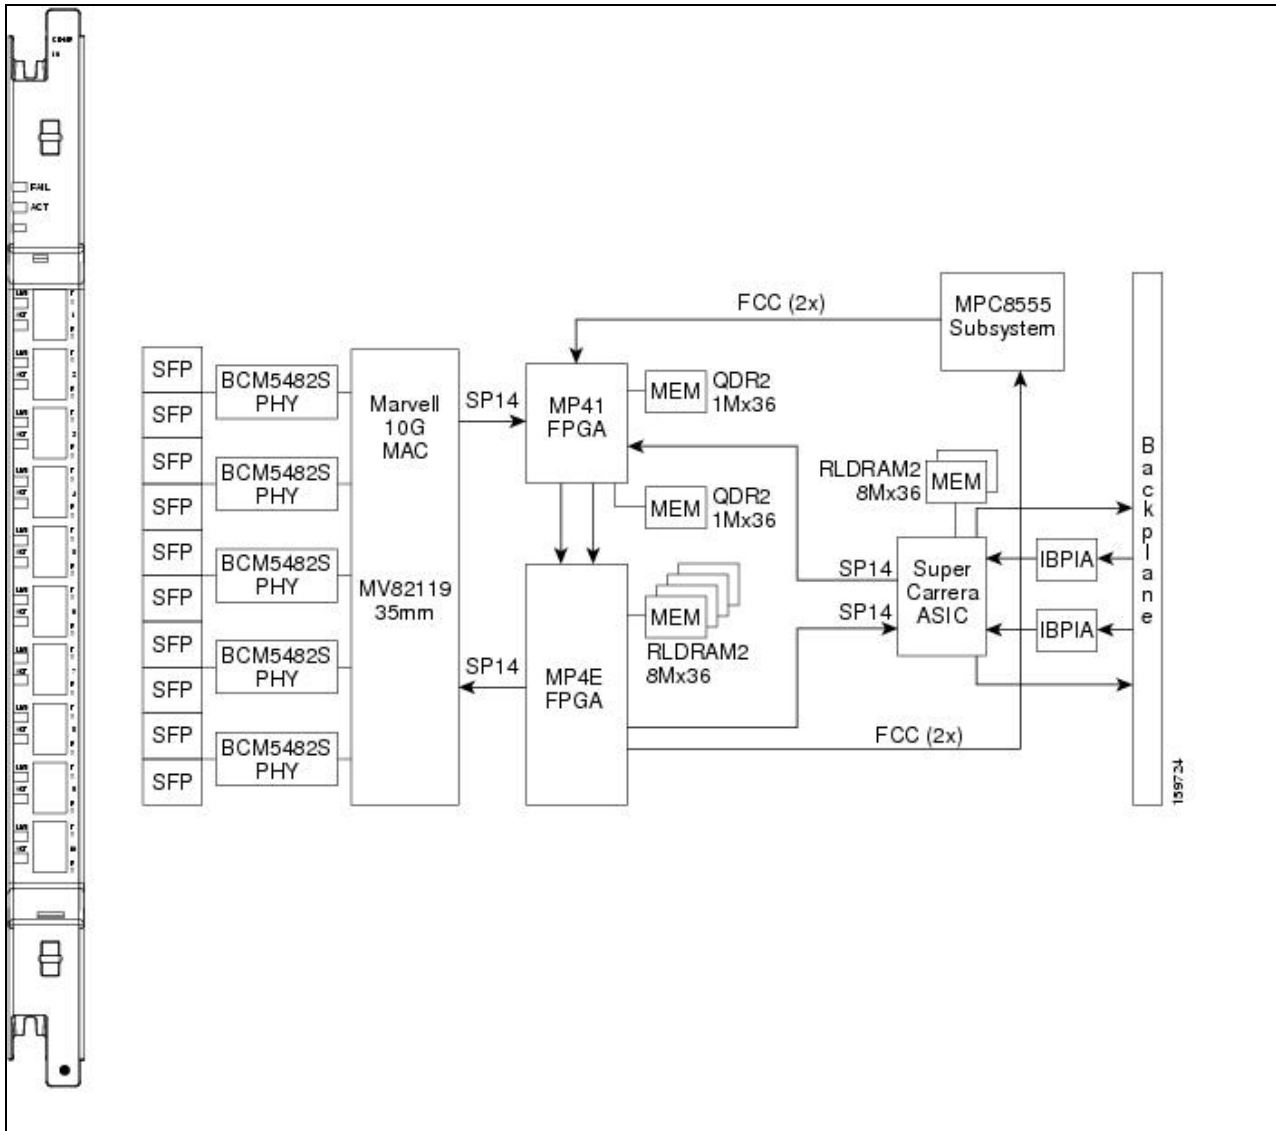 FAIL
ACT
SFP
SFP
SFP
SFP
SFP
SFP
SFP
SFP
SFP
SFP
BCM5482S
PHY
BCM5482S
PHY
BCM5482S
PHY
BCM5482S
PHY
BCM5482S
PHY
Marvell
10G
MAC
MV82119
35mm
SP14
SP14
MP41
FPGA
MP4E
FPGA
FCC (2x)
MEM
QDR2
1Mx36
MEM
QDR2
1Mx36
MEM
RLDRAM2
8Mx36
MPC8555
Subsystem
RLDRAM2
8Mx36
MEM
SP14
SP14
Super
Carrera
ASIC
IBPIA
IBPIA
FCC (2x)
Backplane
159724